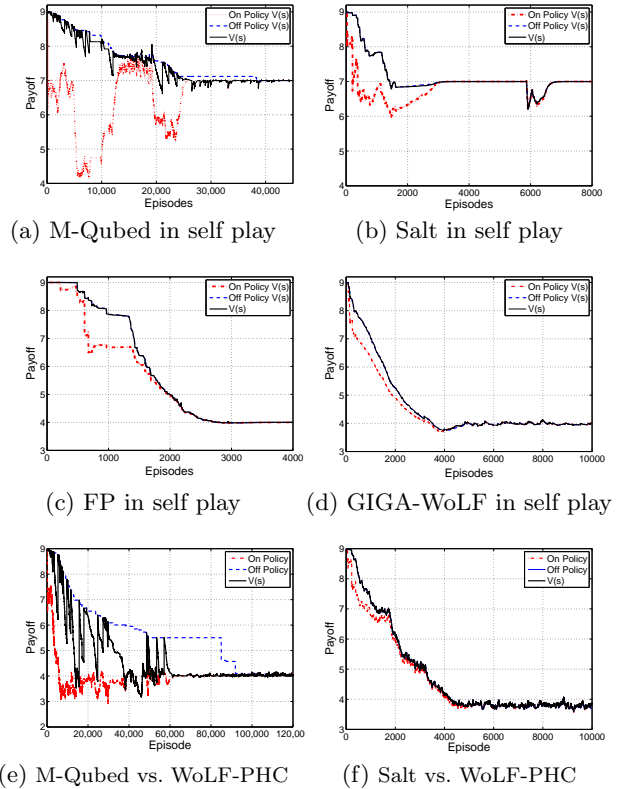 9
8
7
6
5
4
Payoff
0
10,000
20,000
30,000
40,000
Episodes
On Policy V(s)
Off Policy V(s)
V(s)
(a) M-Qubed in self play
9
8
7
6
5
4
Payoff
0
2000
4000
6000
8000
Episodes
On Policy V(s)
Off Policy V(s)
V(s)
(b) Salt in self play
9
8
7
6
5
4
3
Payoff
0
1000
2000
3000
4000
Episodes
On Policy V(s)
Off Policy V(s)
V(s)
(c) FP in self play
9
8
7
6
5
4
3
Payoff
0
2000
4000
6000
8000
10000
Episodes
On Policy V(s)
Off Policy V(s)
V(s)
(d) GIGA-WoLF in self play
9
8
7
6
5
4
3
2
Payoff
0
20,000
40,000
60,000
80,000
100,000
120,00
Episode
On Policy
Off Policy
V(s)
(e) M-Qubed vs. WoLF-PHC
9
8
7
6
5
4
3
Payoff
0
2000
4000
6000
8000
10000
Episode
On Policy
Off Policy
V(s)
(f) Salt vs. WoLF-PHC